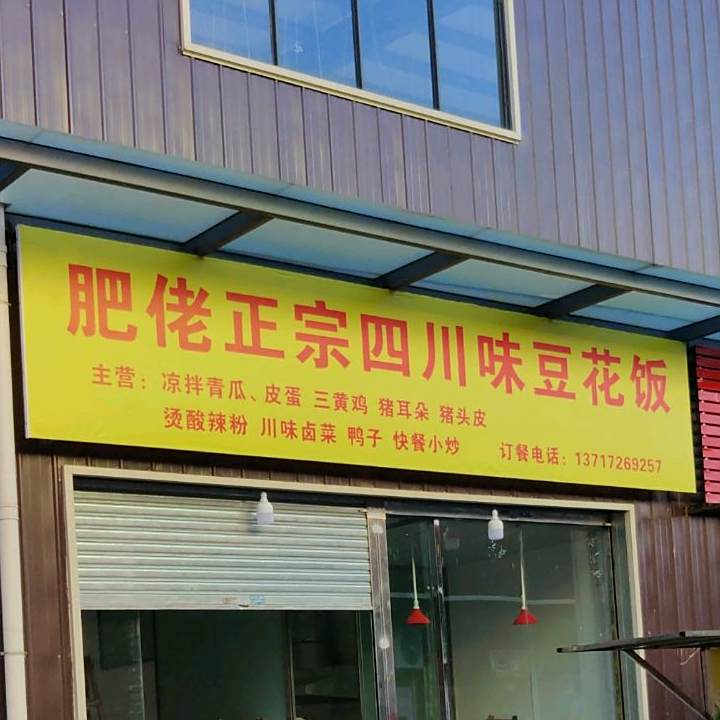 肥佬正宗四川味豆花饭
主营：凉拌青瓜、皮蛋 三黄鸡 猪耳朵 猪头皮
烫酸辣粉 川味卤菜 鸭子 快餐小炒 订餐电话：13717269257